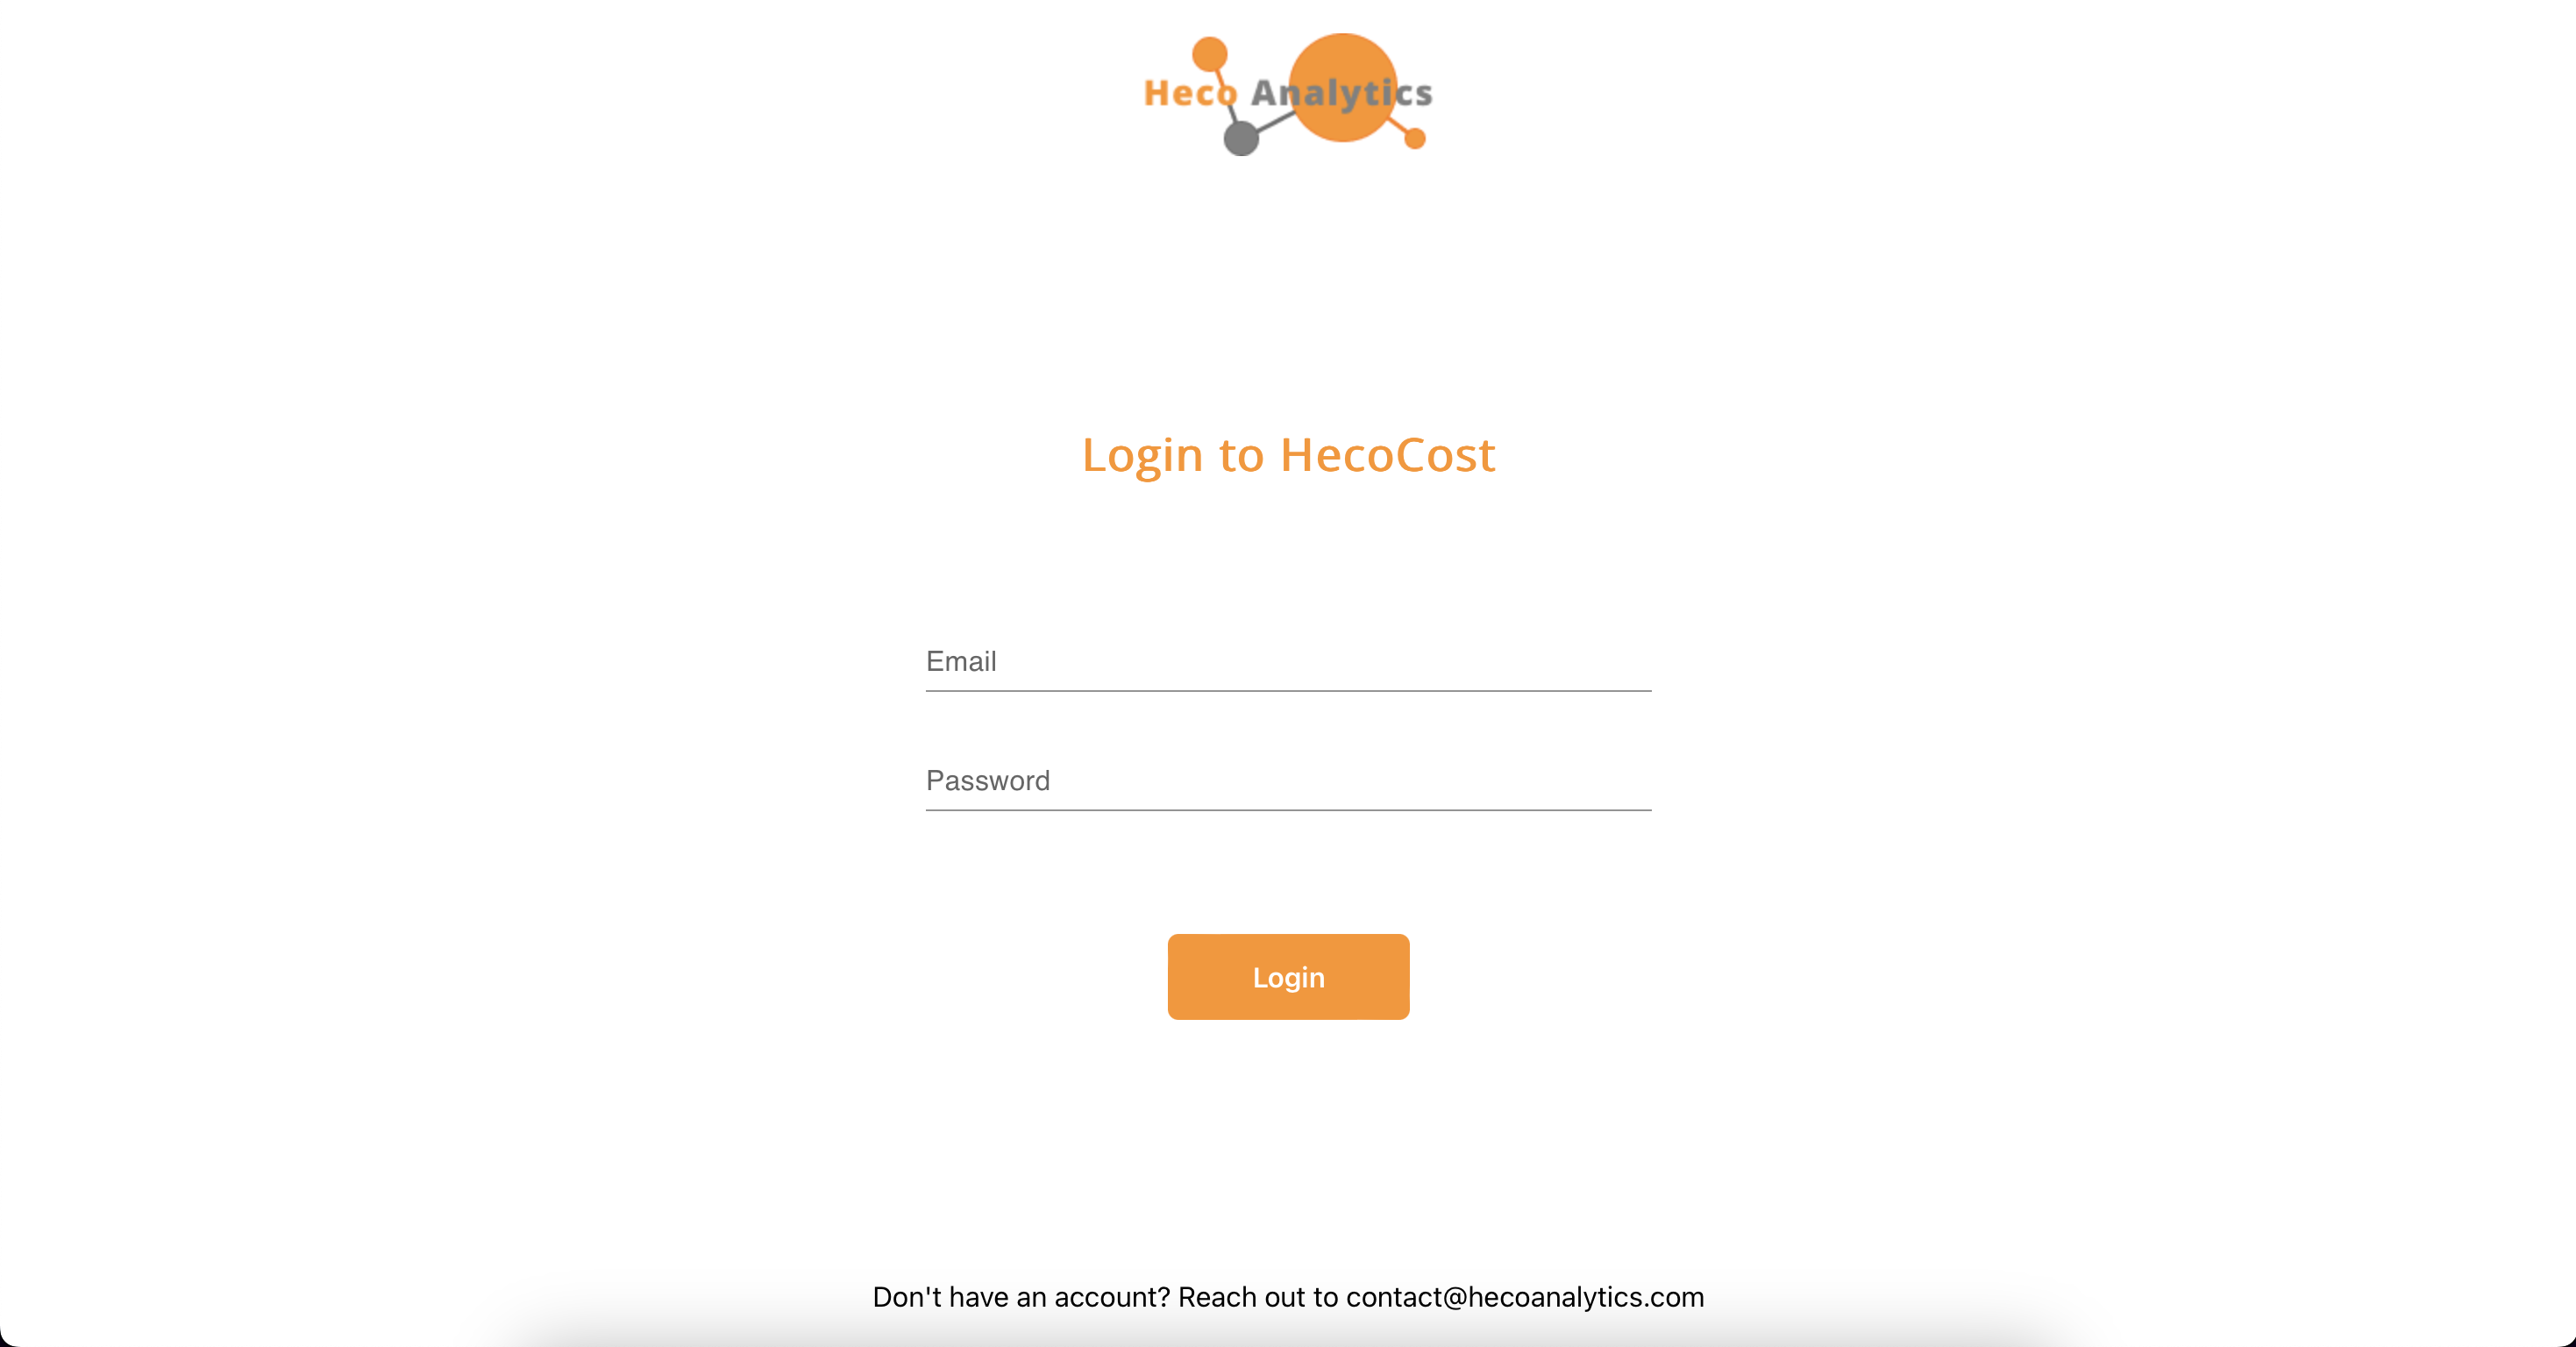 Heco Analytics
Login to HecoCost
Email
Password
Login
Don't have an account? Reach out to contact@hecoanalytics.com